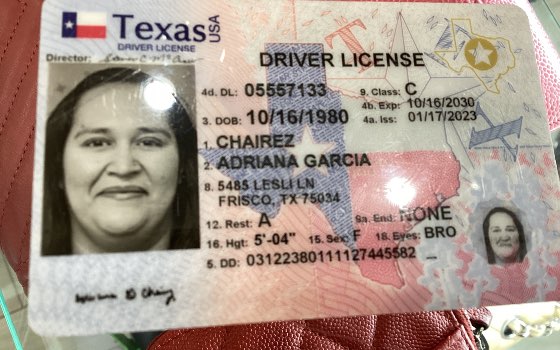 Texas USA
DRIVER LICENSE
Director:
DRIVER LICENSE
4d. DL: 05557133 9. Class: C
4b. Exp: 10/16/2030
3. DOB: 10/16/1980 4a. Iss: 01/17/2023
1. CHAIREZ
2. ADRIANA GARCIA
8. 5485 LESLI LN
FRISCO, TX 75034
12. Rest: A 9a. End: NONE
16. Hgt: 5'-04" 15. Sex: F 18. Eyes: BRO
5. DD: 03122380111127445582